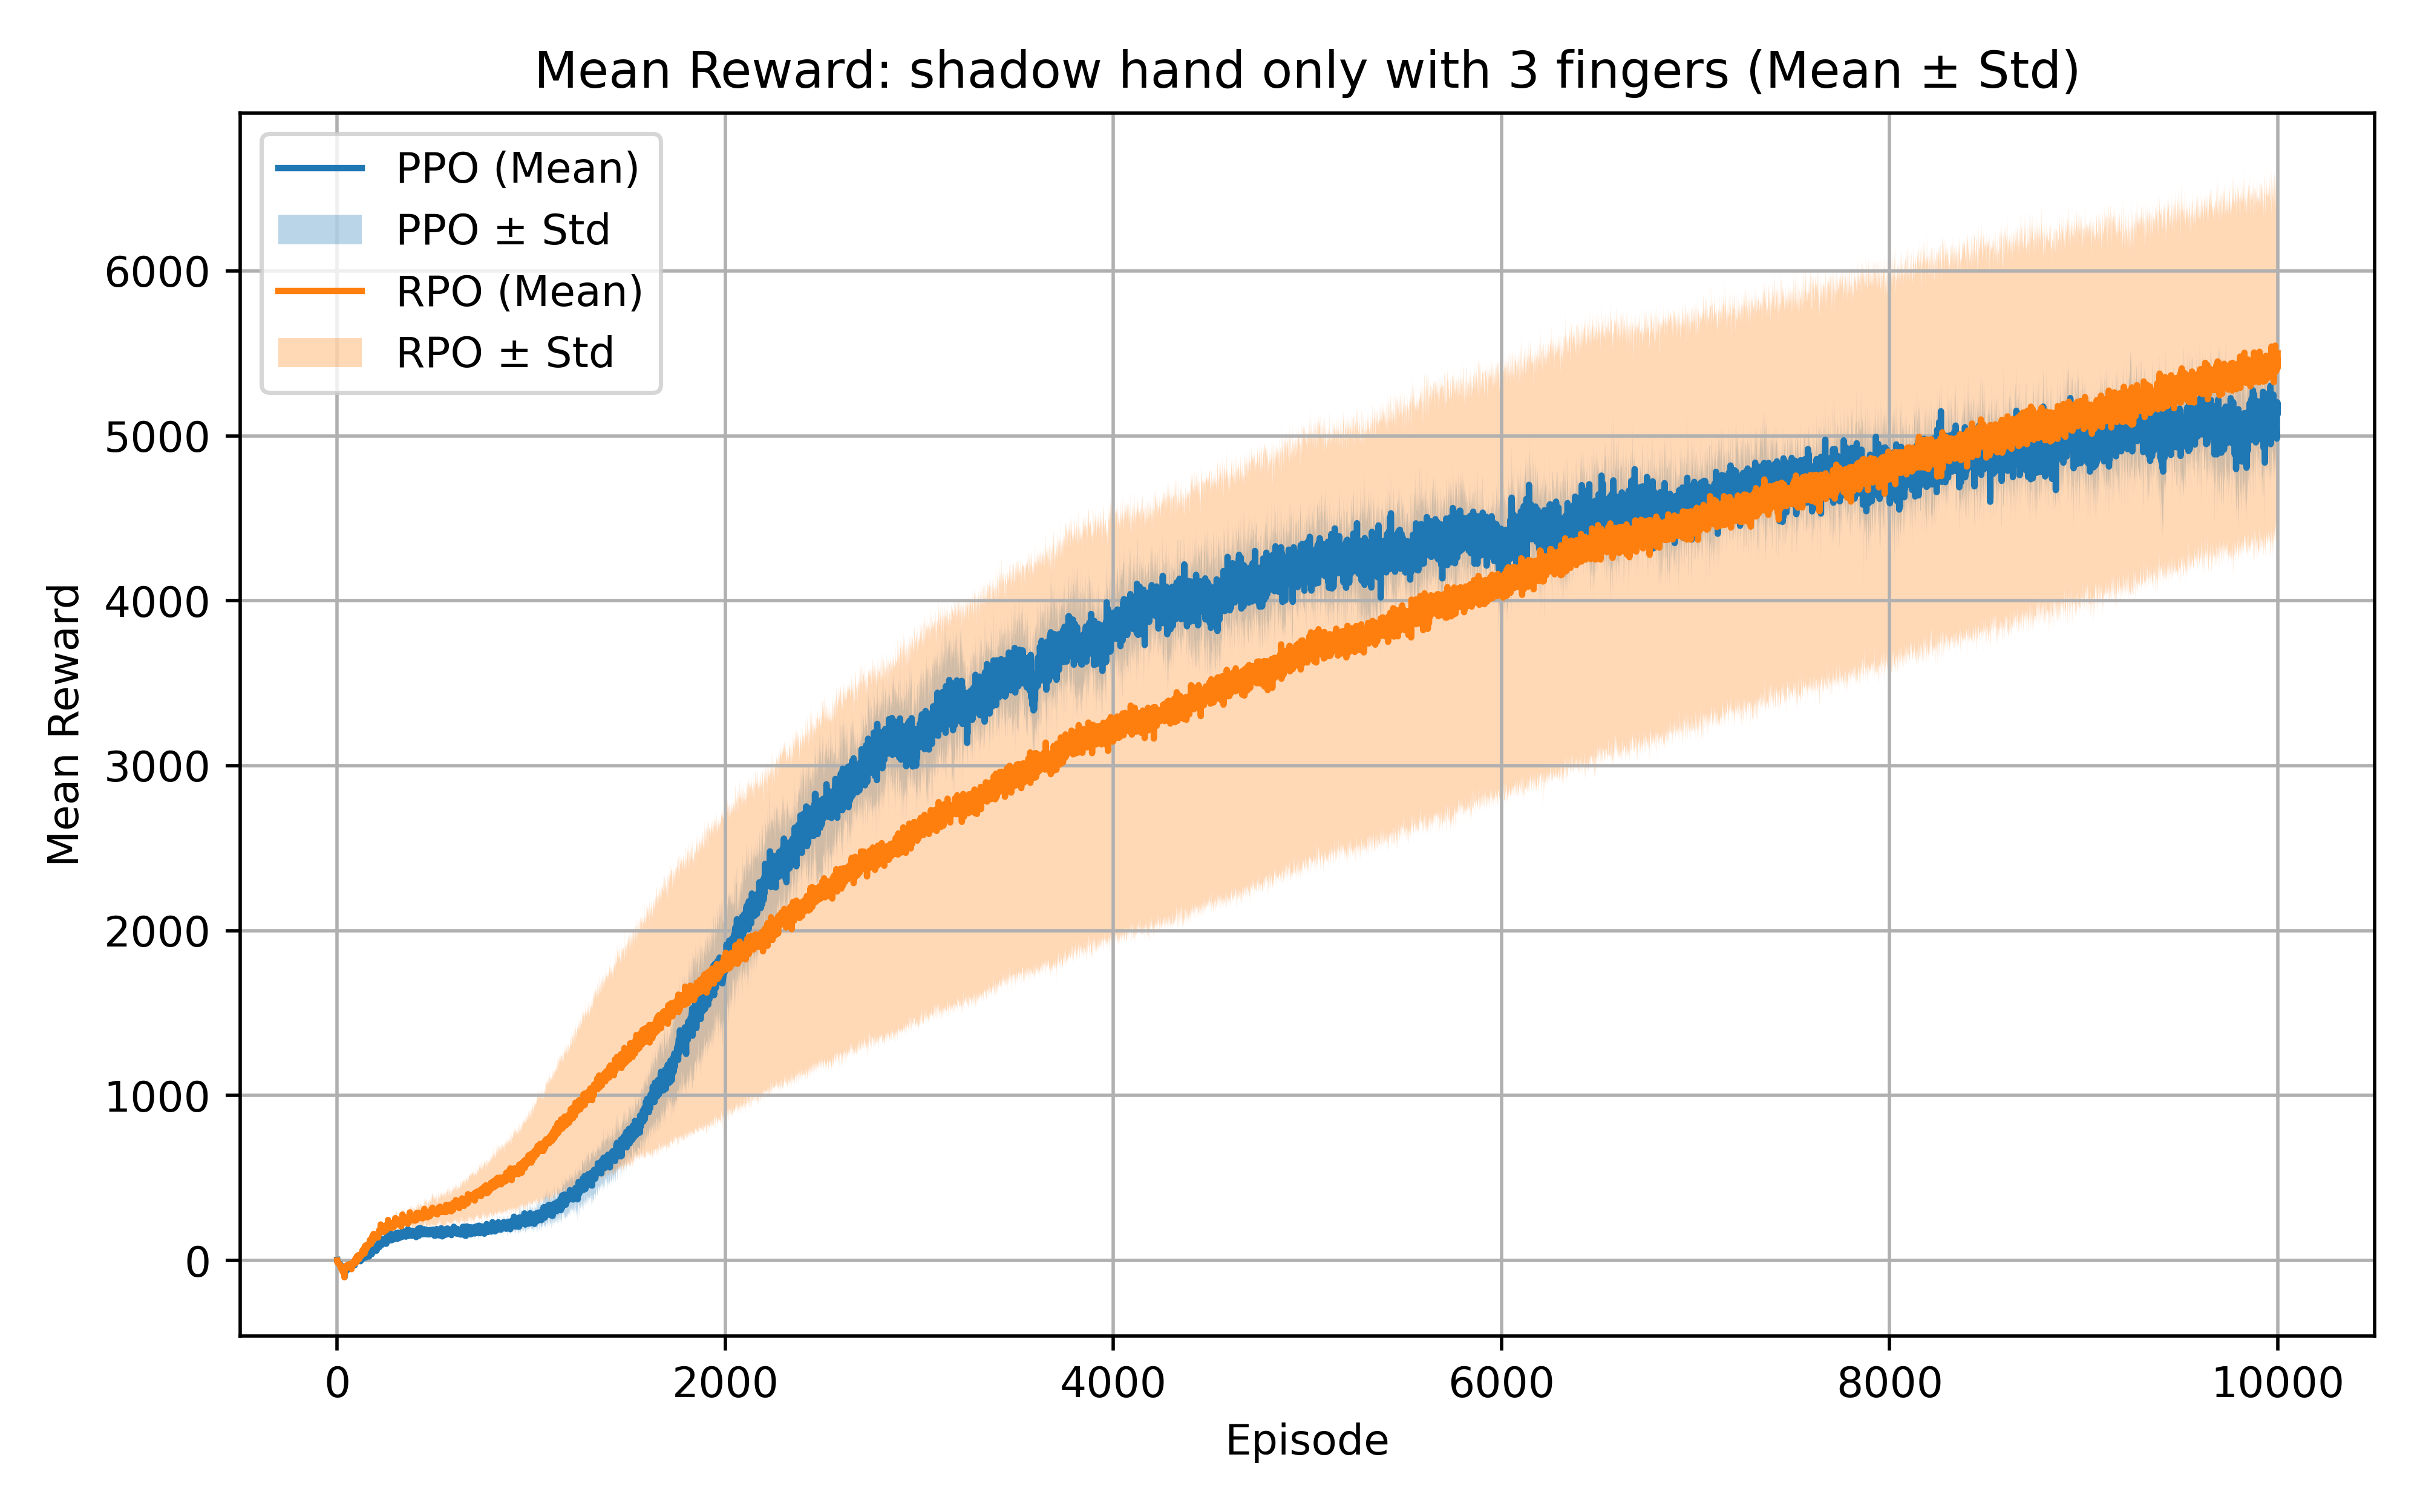 Mean Reward: shadow hand only with 3 fingers (Mean ± Std)
PPO (Mean)
PPO ± Std
RPO (Mean)
RPO ± Std
Mean Reward
6000
5000
4000
3000
2000
1000
0
0 2000 4000 6000 8000 10000
Episode